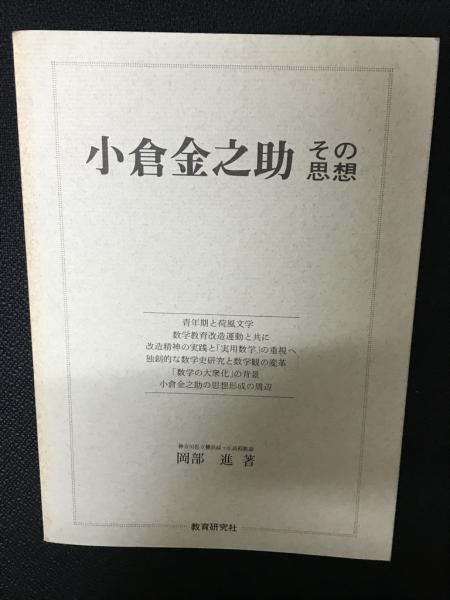 小倉金之助 その思想
青年期と荷風文学
数学教育改造運動と共に
改造精神の実践と「実用数学」の重視へ
独創的な数学史研究と数学観の変革
「数学の大衆化」の背景
小倉金之助の思想形成の周辺
岡部 進 著
教育研究社